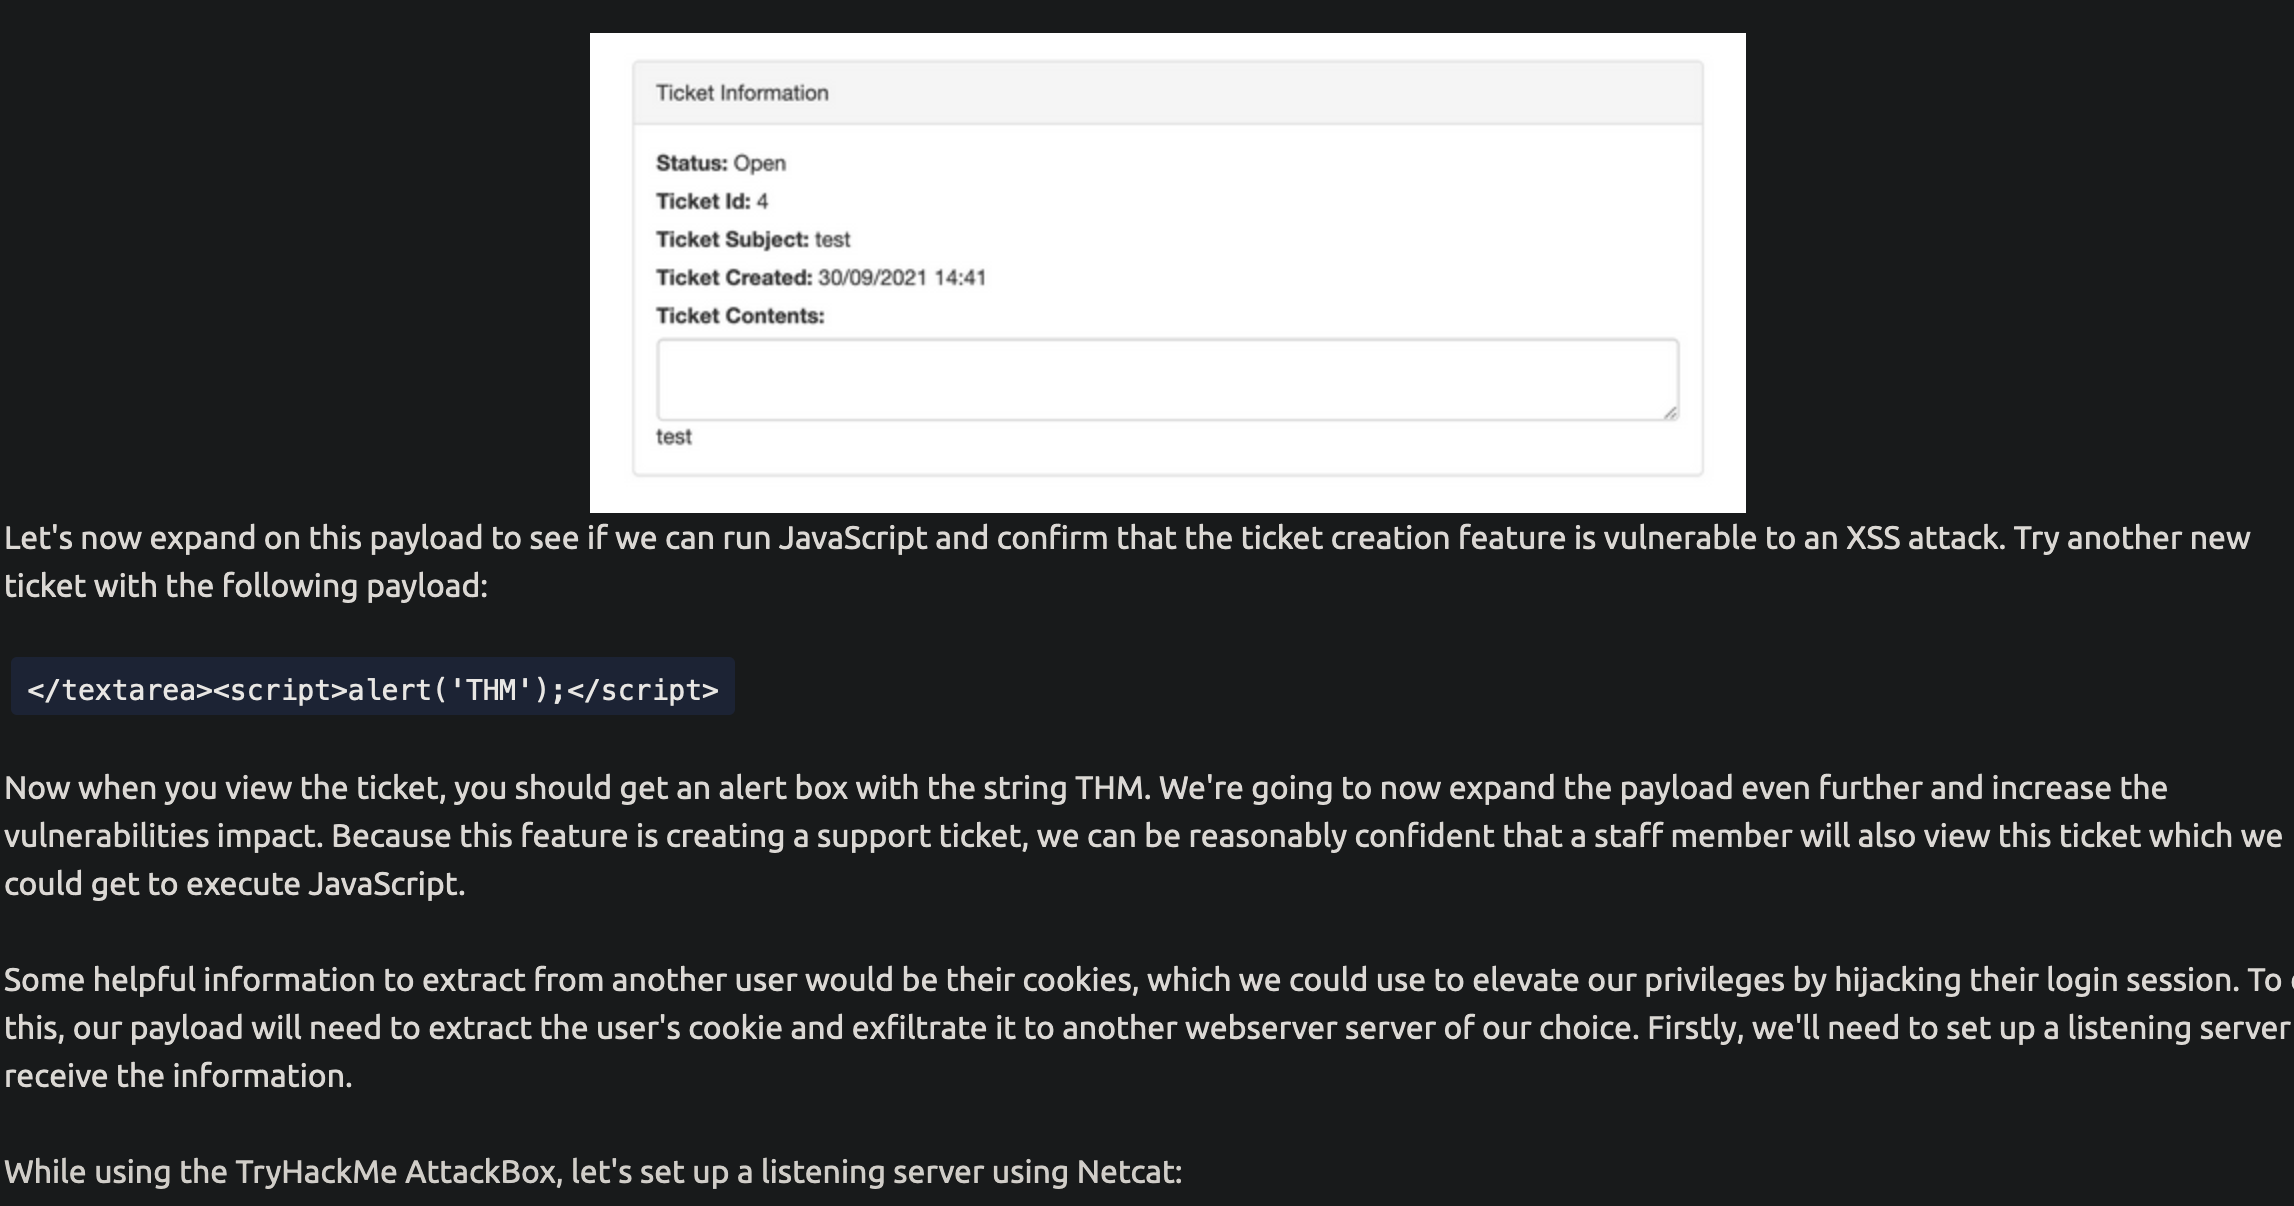 Ticket Information
Status: Open
Ticket Id: 4
Ticket Subject: test
Ticket Created: 30/09/2021 14:41
Ticket Contents:
test
Let's now expand on this payload to see if we can run JavaScript and confirm that the ticket creation feature is vulnerable to an XSS attack. Try another new
ticket with the following payload:
</textarea><script>alert('THM');</script>
Now when you view the ticket, you should get an alert box with the string THM. We're going to now expand the payload even further and increase the
vulnerabilities impact. Because this feature is creating a support ticket, we can be reasonably confident that a staff member will also view this ticket which we
could get to execute JavaScript.
Some helpful information to extract from another user would be their cookies, which we could use to elevate our privileges by hijacking their login session. To
this, our payload will need to extract the user's cookie and exfiltrate it to another webserver server of our choice. Firstly, we'll need to set up a listening server
receive the information.
While using the TryHackMe AttackBox, let's set up a listening server using Netcat: